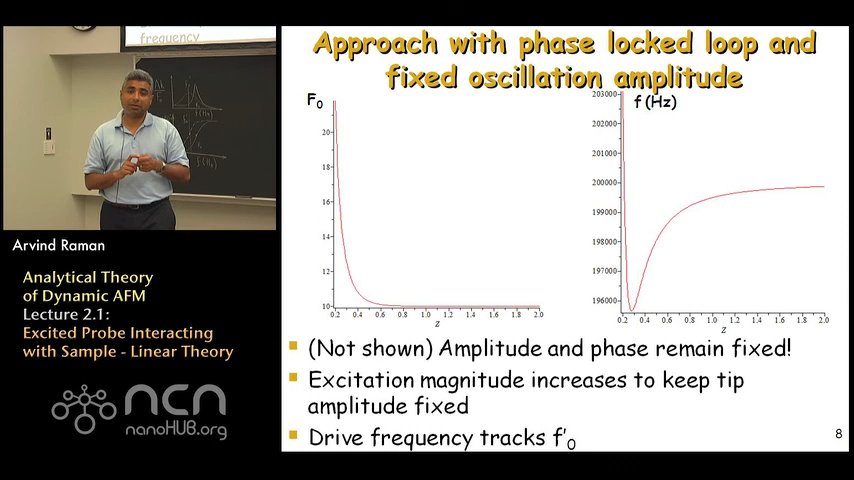 frequency
f (Hz)
f (Hz)
Arvind Raman
Analytical Theory
of Dynamic AFM
Lecture 2.1:
Excited Probe Interacting
with Sample - Linear Theory
ncn
nanoHUB.org
Approach with phase locked loop and
fixed oscillation amplitude
F₀
20
18
16
14
12
10
0.2 0.4 0.6 0.8 1.0 1.2 1.4 1.6 1.8 2.0
z
f (Hz)
203000
202000
201000
200000
199000
198000
197000
196000
0.2 0.4 0.6 0.8 1.0 1.2 1.4 1.6 1.8 2.0
z
(Not shown) Amplitude and phase remain fixed!
Excitation magnitude increases to keep tip
amplitude fixed
Drive frequency tracks f'₀
8